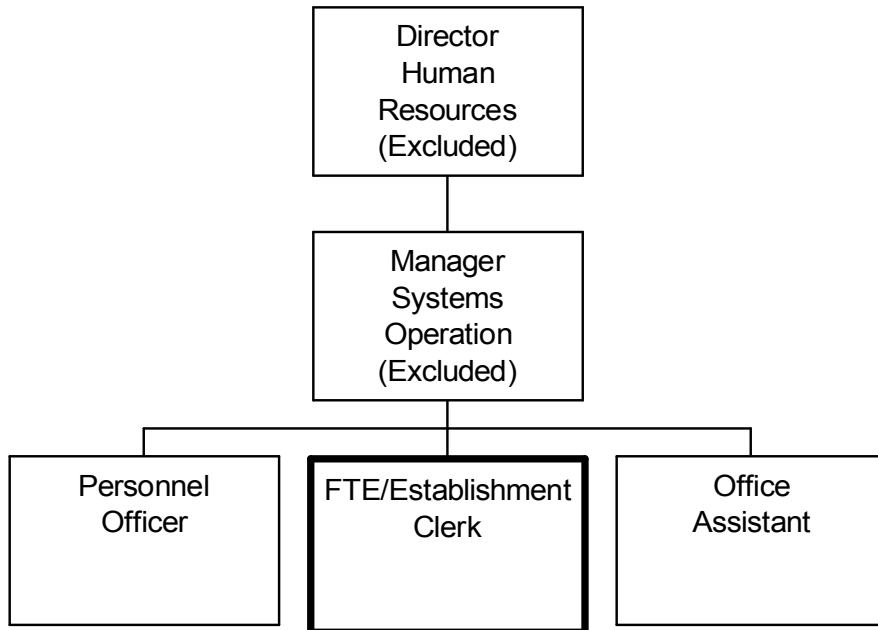 Director
Human
Resources
(Excluded)
Manager
Systems
Operation
(Excluded)
Personnel
Officer
FTE/Establishment
Clerk
Office
Assistant